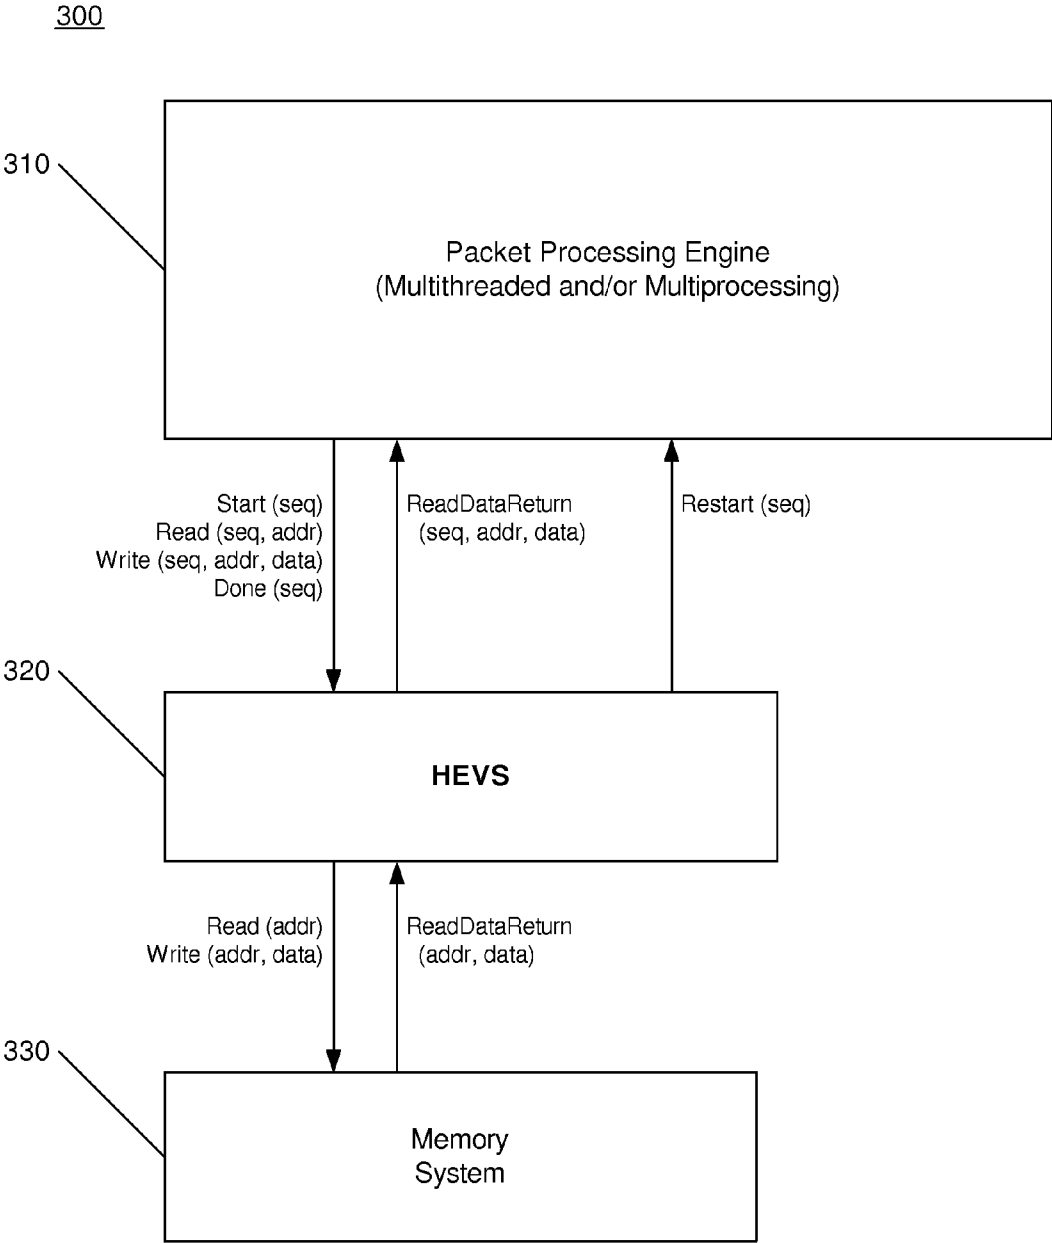 300
310
Packet Processing Engine
(Multithreaded and/or Multiprocessing)
Start (seq)
Read (seq, addr)
Write (seq, addr, data)
Done (seq)
ReadDataReturn
(seq, addr, data)
Restart (seq)
320
HEVS
Read (addr)
Write (addr, data)
ReadDataReturn
(addr, data)
330
Memory
System